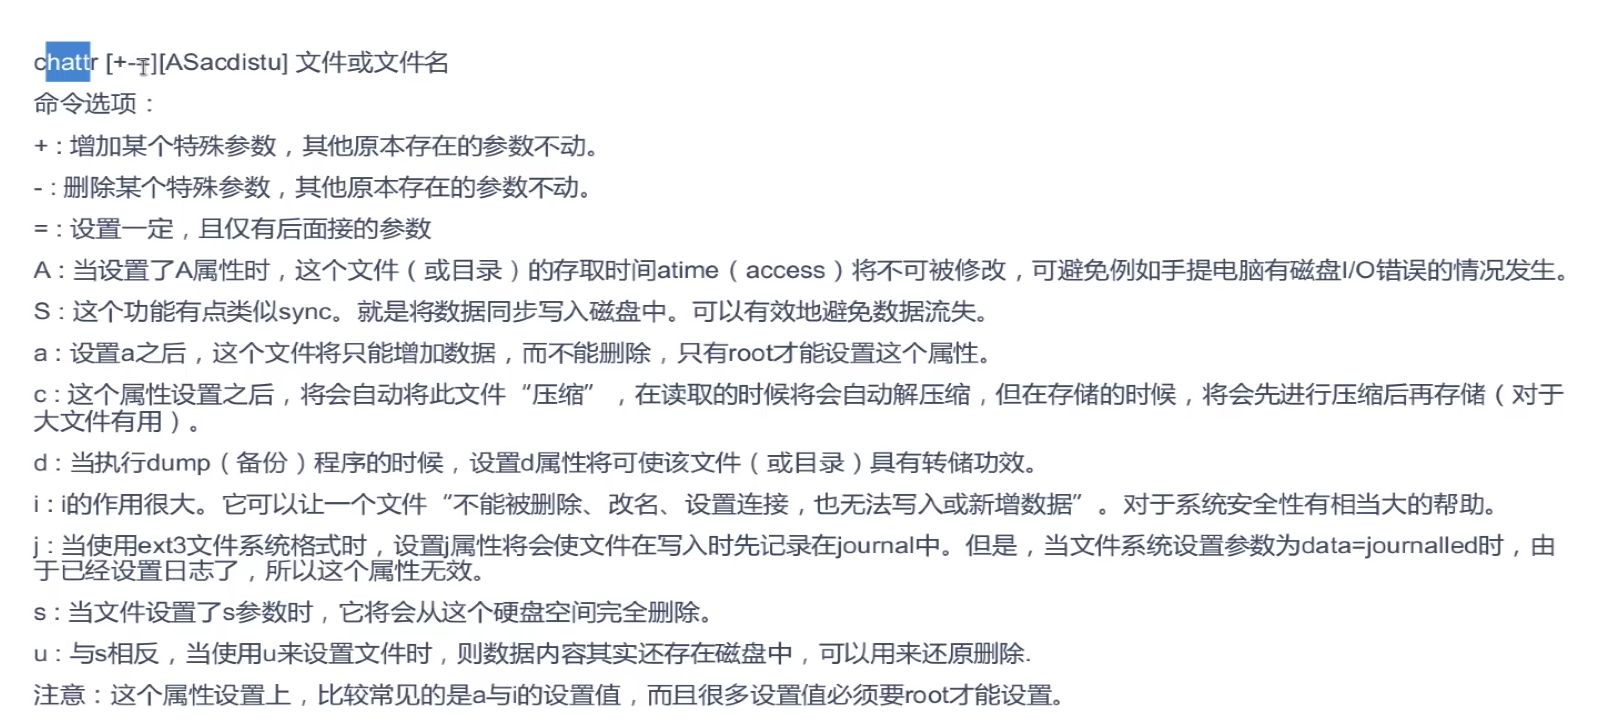 chattr [+-=][ASacdistu] 文件或文件名
命令选项：
+ : 增加某个特殊参数，其他原本存在的参数不动。
- : 删除某个特殊参数，其他原本存在的参数不动。
= : 设置一定，且仅有后面接的参数
A : 当设置了A属性时，这个文件（或目录）的存取时间atime（access）将不可被修改，可避免例如手提电脑有磁盘I/O错误的情况发生。
S : 这个功能有点类似sync。就是将数据同步写入磁盘中。可以有效地避免数据流失。
a : 设置a之后，这个文件将只能增加数据，而不能删除，只有root才能设置这个属性。
c : 这个属性设置之后，将会自动将此文件“压缩”，在读取的时候将会自动解压缩，但在存储的时候，将会先进行压缩后再存储（对于
大文件有用）。
d : 当执行dump（备份）程序的时候，设置d属性将可使该文件（或目录）具有转储功效。
i : i的作用很大。它可以让一个文件“不能被删除、改名、设置连接，也无法写入或新增数据”。对于系统安全性有相当大的帮助。
j : 当使用ext3文件系统格式时，设置j属性将会使文件在写入时先记录在journal中。但是，当文件系统设置参数为data=journalled时，由
于已经设置日志了，所以这个属性无效。
s : 当文件设置了s参数时，它将会从这个硬盘空间完全删除。
u : 与s相反，当使用u来设置文件时，则数据内容其实还存在磁盘中，可以用来还原删除.
注意：这个属性设置上，比较常见的是a与i的设置值，而且很多设置值必须要root才能设置。